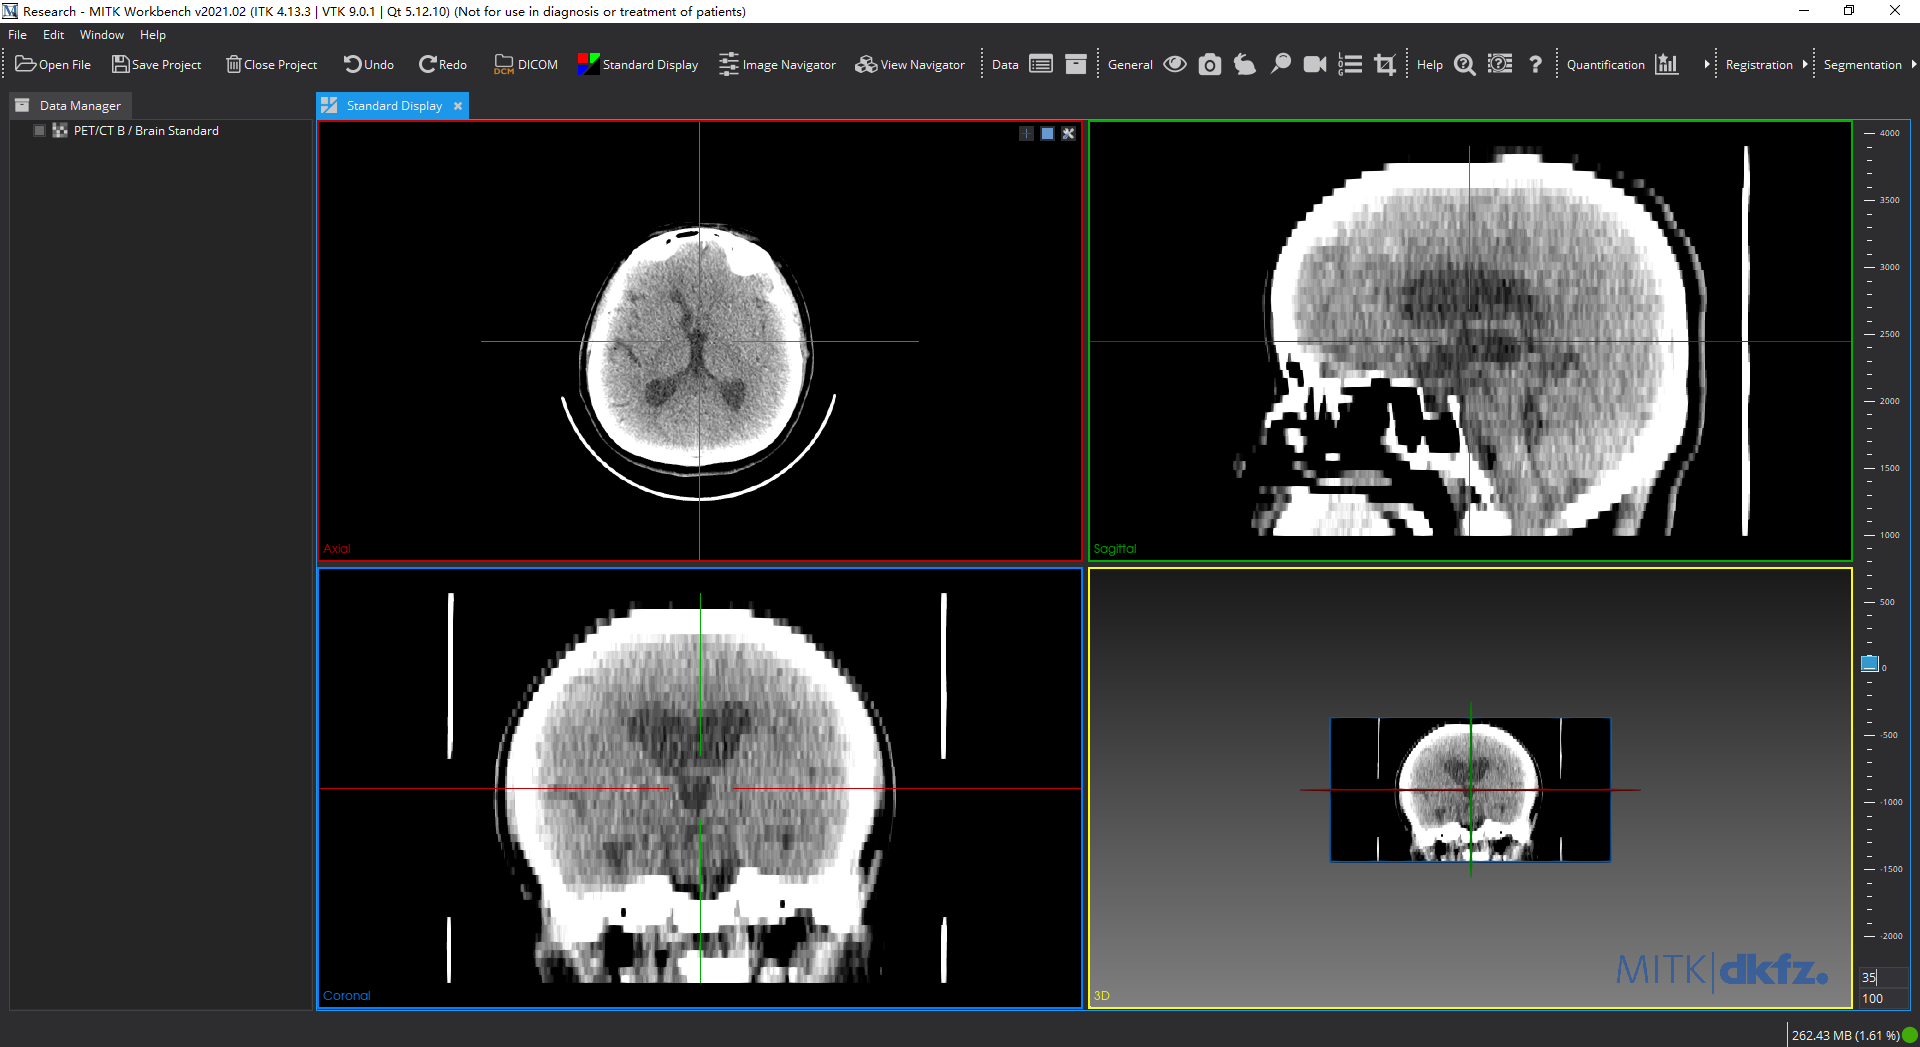 Research - MITK Workbench v2021.02 (ITK 4.13.3 | VTK 9.0.1 | Qt 5.12.10) (Not for use in diagnosis or treatment of patients)
File Edit Window Help
Open File Save Project Close Project Undo Redo DCM DICOM Standard Display Image Navigator View Navigator Data General Help ? Quantification Registration Segmentation
Data Manager
Standard Display
PET/CT B / Brain Standard
Axial
Sagittal
Coronal
3D
MITK | dkfz.
4000
3500
3000
2500
2000
1500
1000
500
0
-500
-1000
-1500
-2000
35
100
262.43 MB (1.61 %)